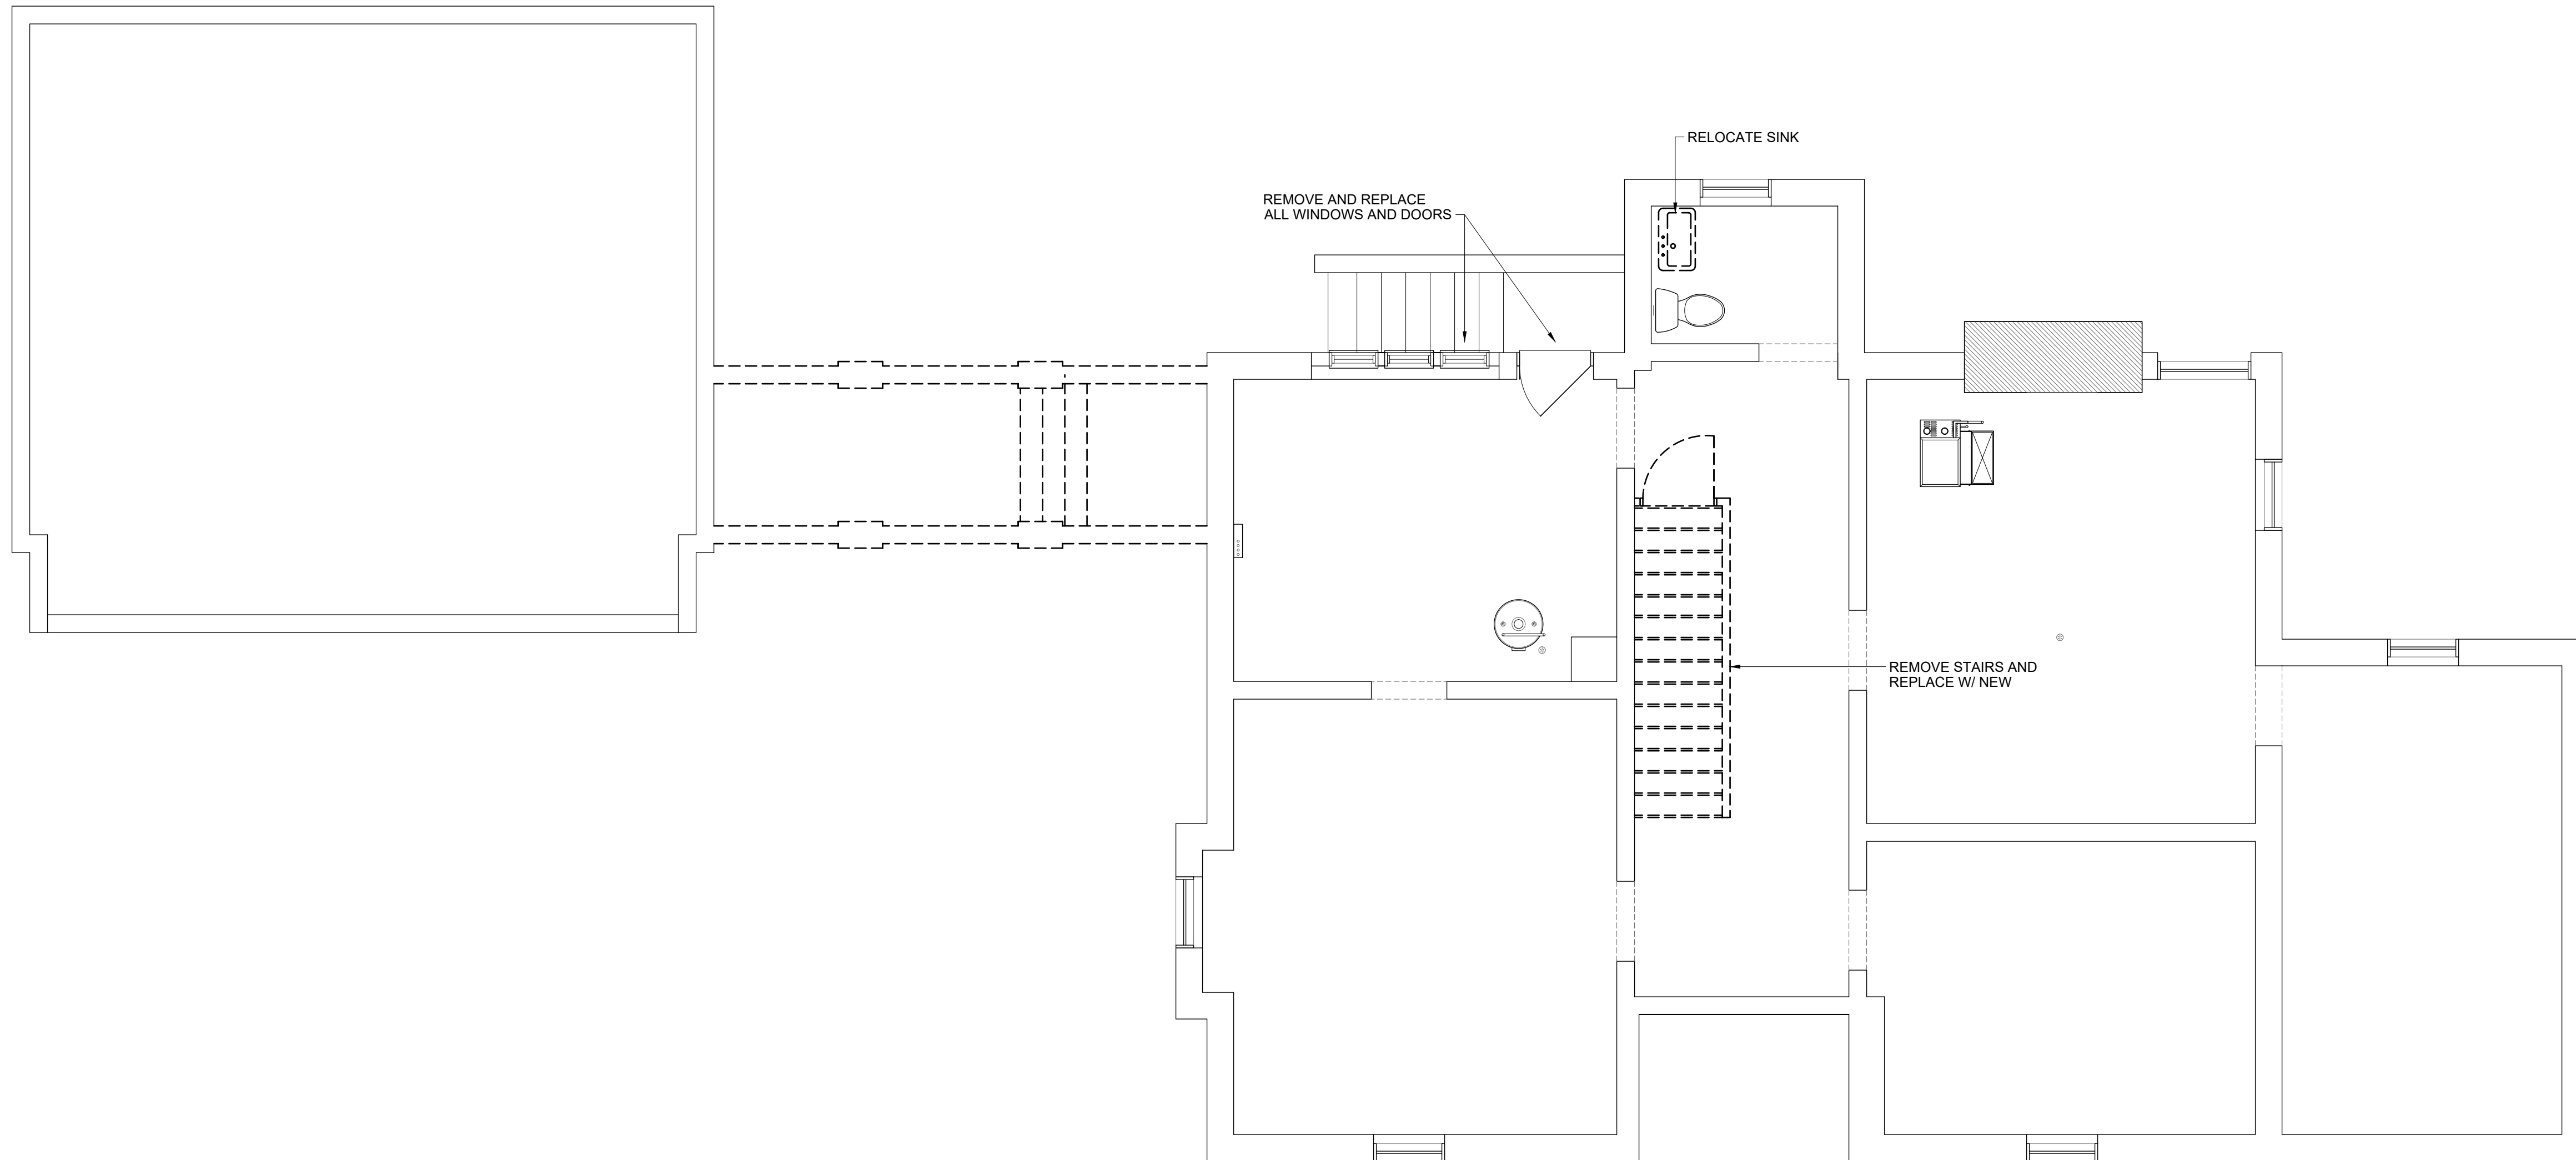 RELOCATE SINK
REMOVE AND REPLACE
ALL WINDOWS AND DOORS
REMOVE STAIRS AND
REPLACE W/ NEW